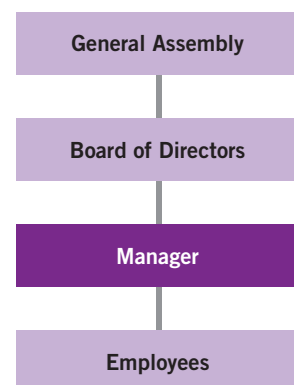 General Assembly
Board of Directors
Manager
Employees